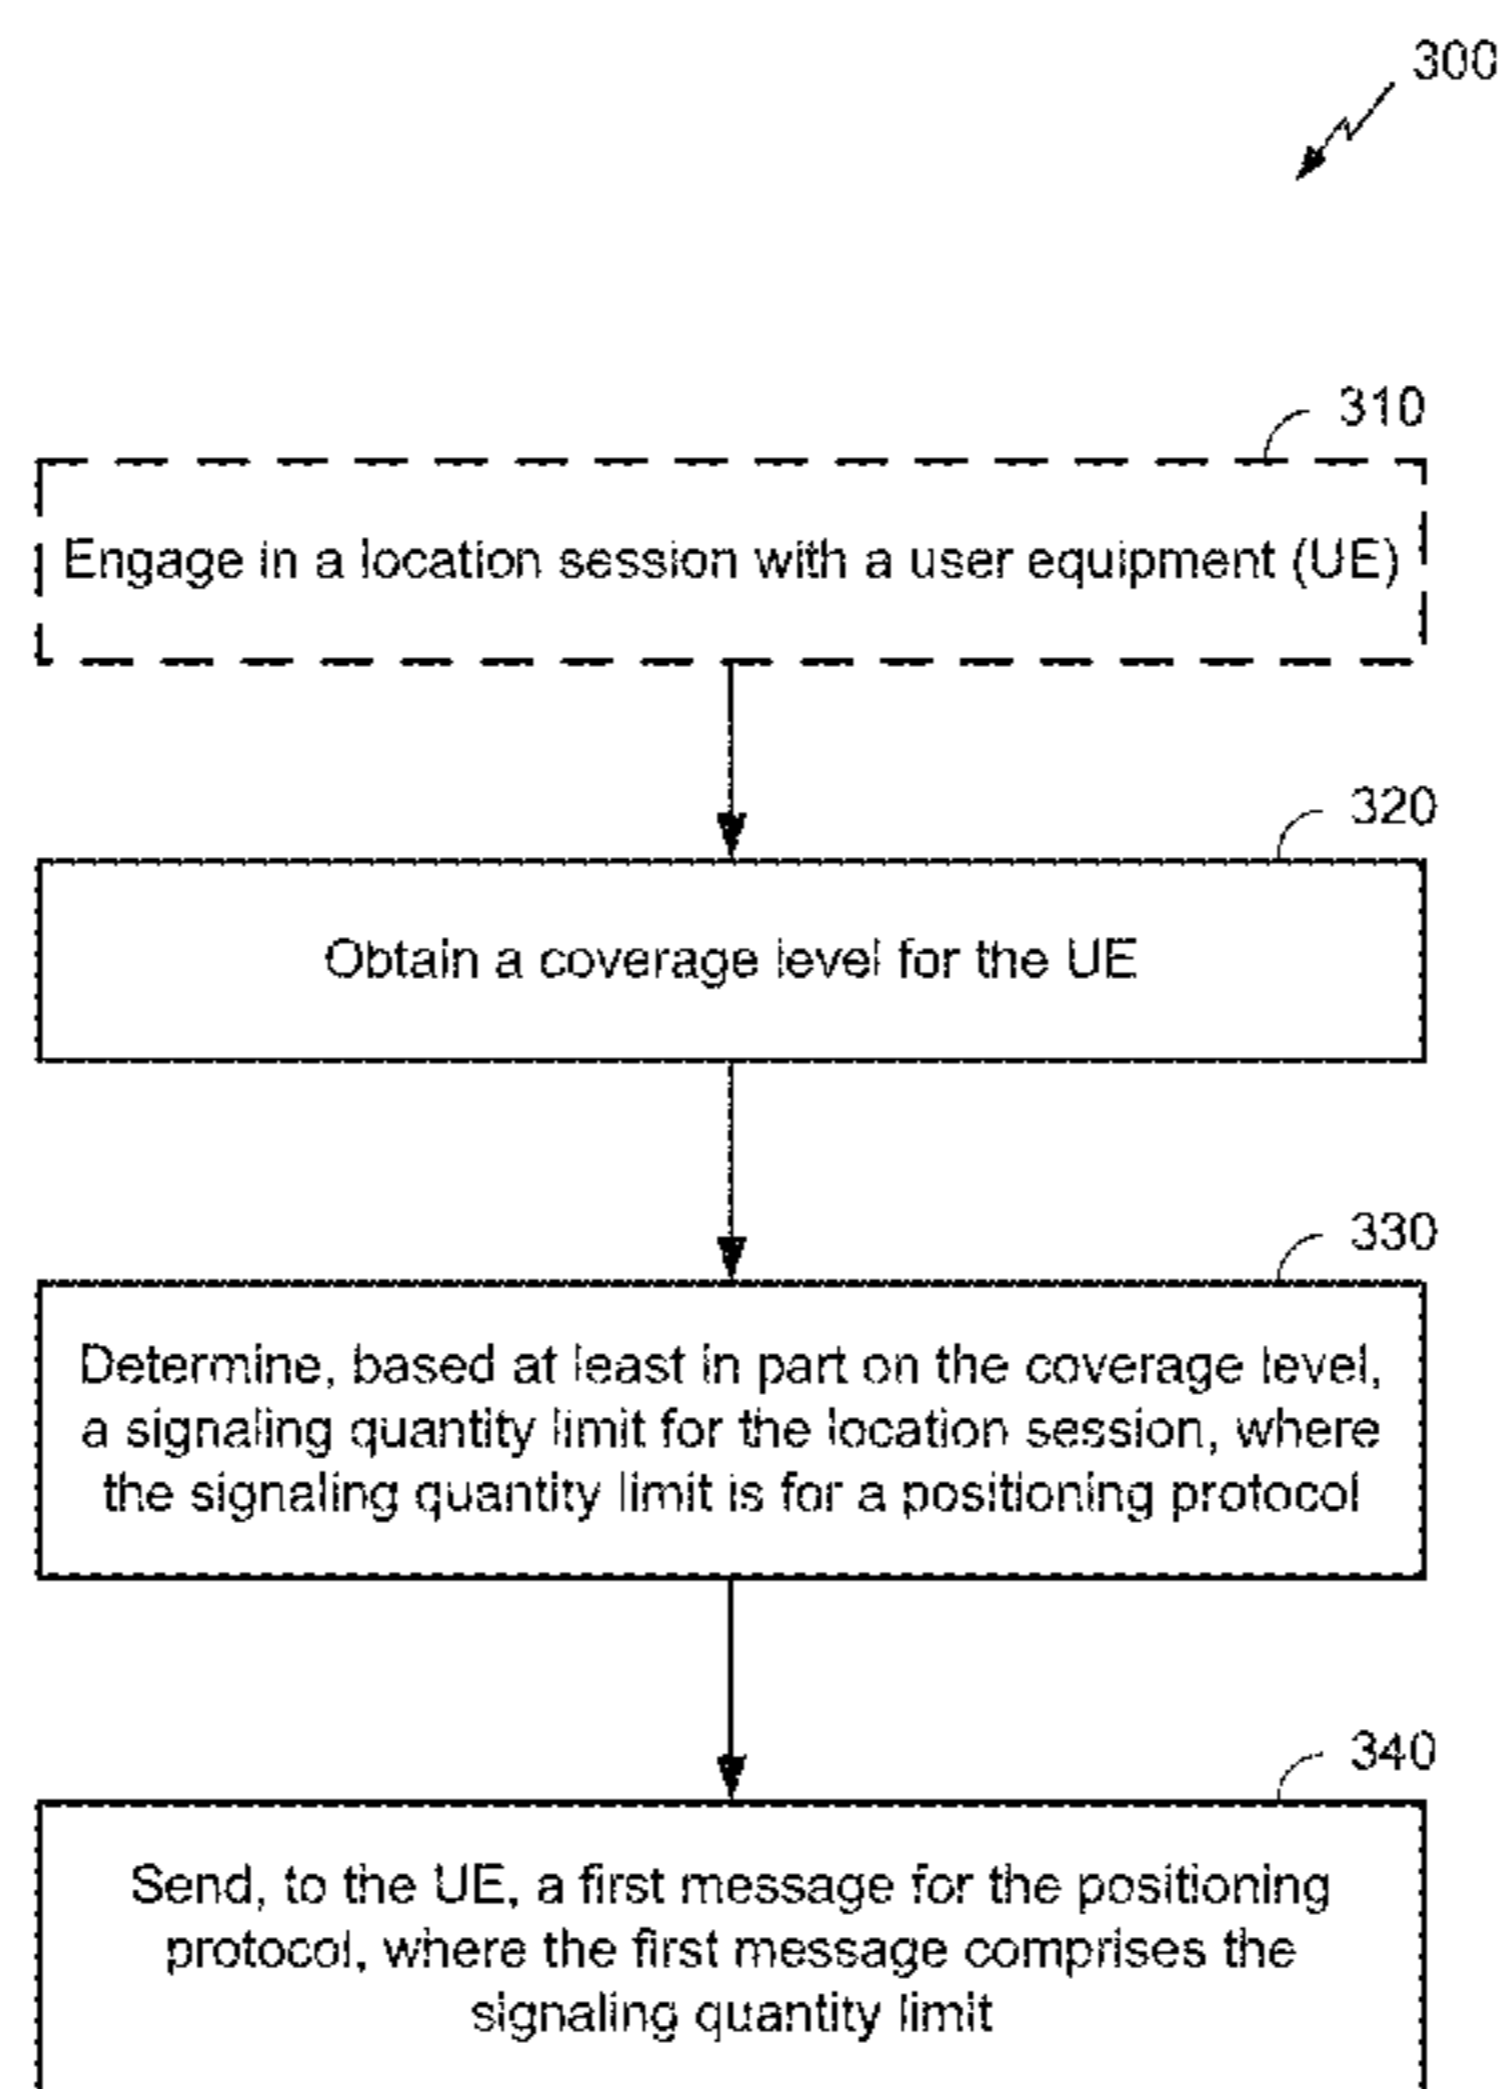 300
310
Engage in a location session with a user equipment (UE)
320
Obtain a coverage level for the UE
330
Determine, based at least in part on the coverage level,
a signaling quantity limit for the location session, where
the signaling quantity limit is for a positioning protocol
340
Send, to the UE, a first message for the positioning
protocol, where the first message comprises the
signaling quantity limit